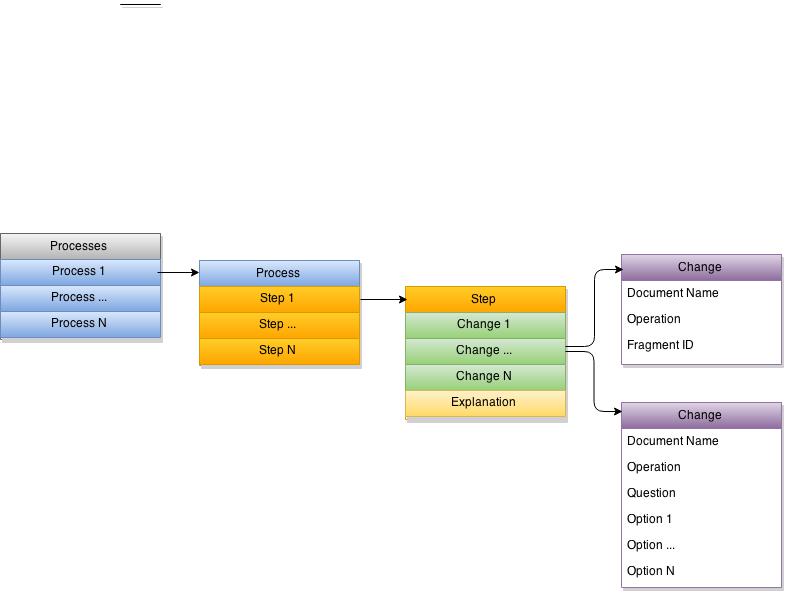 Processes
Process 1
Process ...
Process N
Process
Step 1
Step ...
Step N
Step
Change 1
Change ...
Change N
Explanation
Change
Document Name
Operation
Fragment ID
Change
Document Name
Operation
Question
Option 1
Option ...
Option N